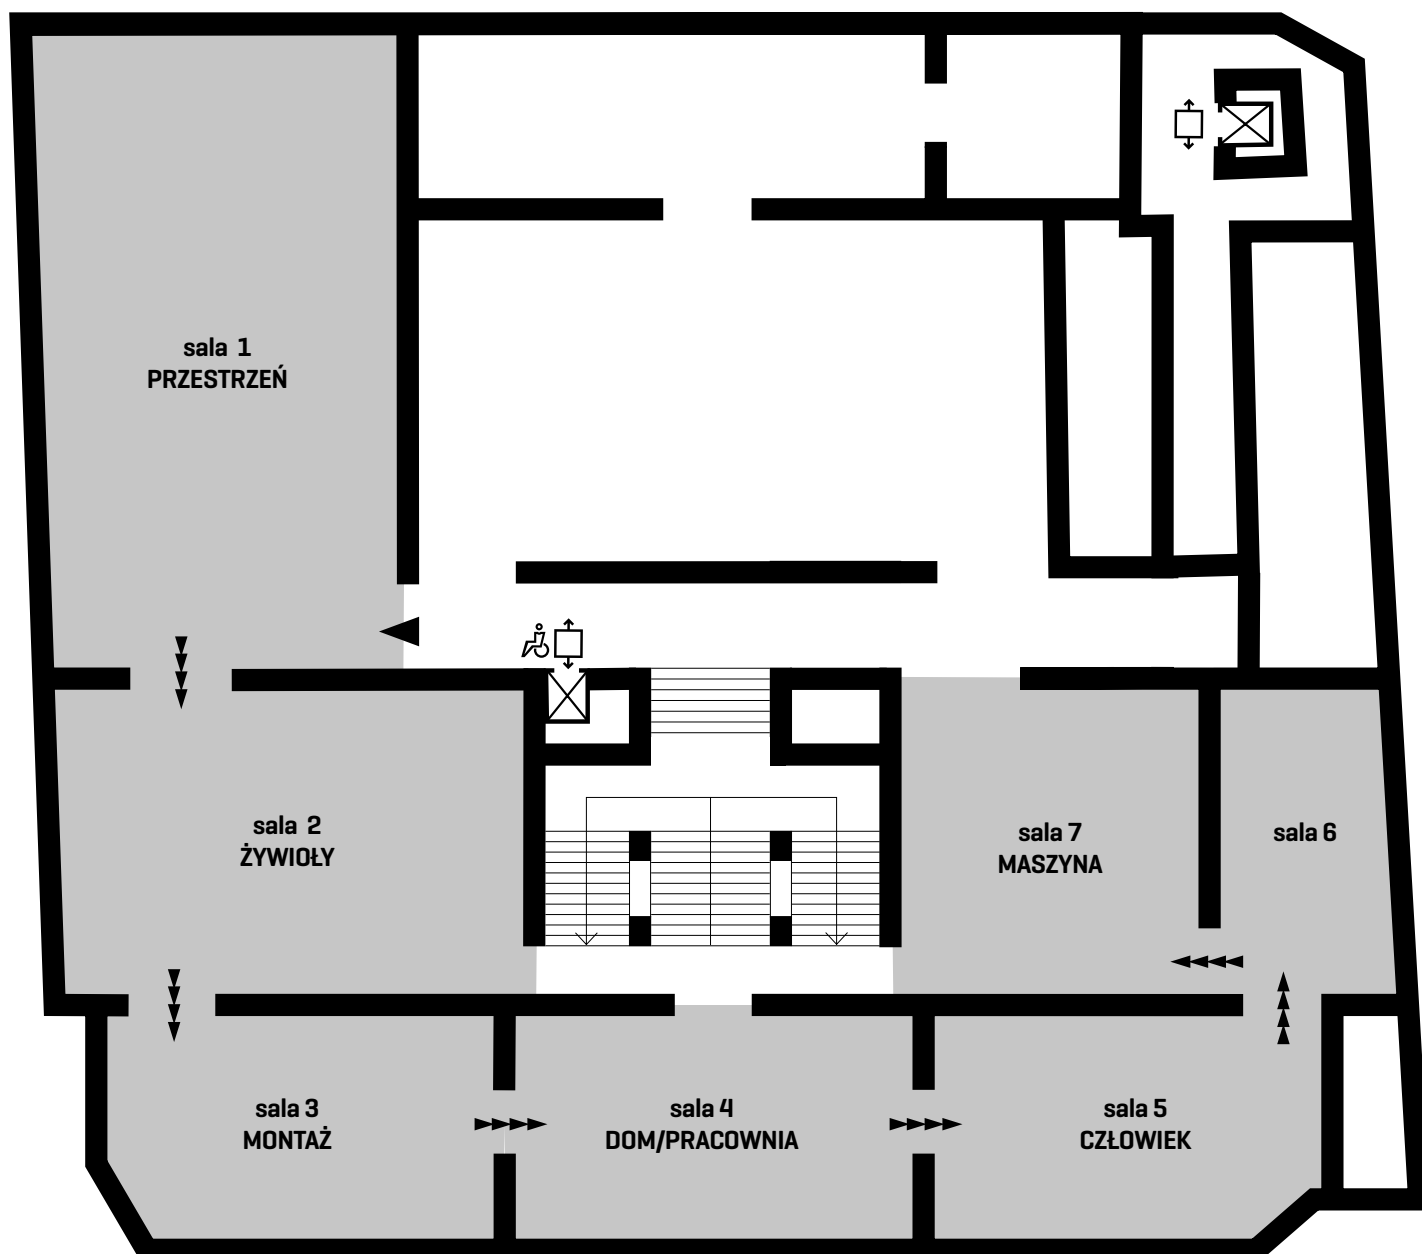 sala 1
PRZESTRZEŃ
sala 2
ŻYWIOŁY
sala 7
MASZYNA
sala 6
sala 3
MONTAŻ
sala 4
DOM/PRACOWNIA
sala 5
CZŁOWIEK